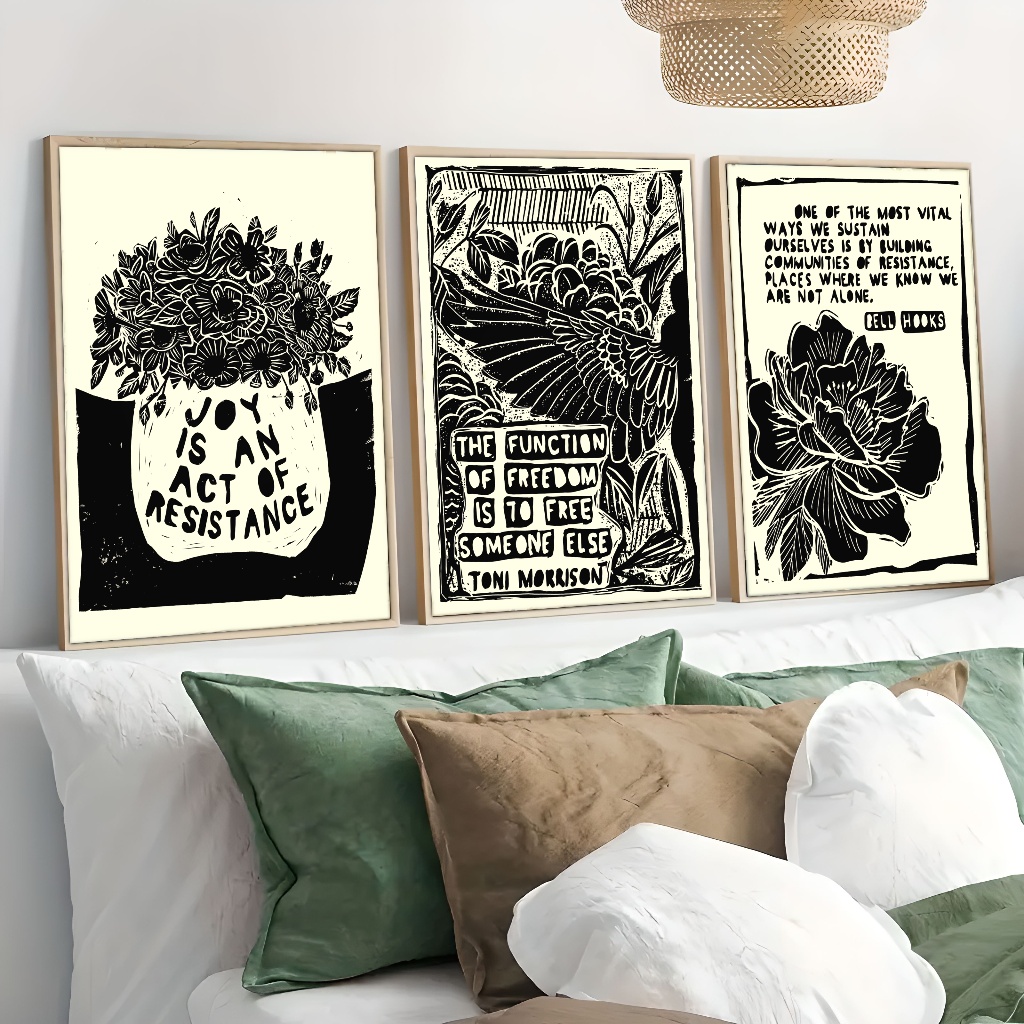 JOY
IS AN
ACT OF
RESISTANCE
THE FUNCTION
OF FREEDOM
IS TO FREE
SOMEONE ELSE
TONI MORRISON
ONE OF THE MOST VITAL
WAYS WE SUSTAIN
OURSELVES IS BY BUILDING
COMMUNITIES OF RESISTANCE,
PLACES WHERE WE KNOW WE
ARE NOT ALONE.
BELL HOOKS